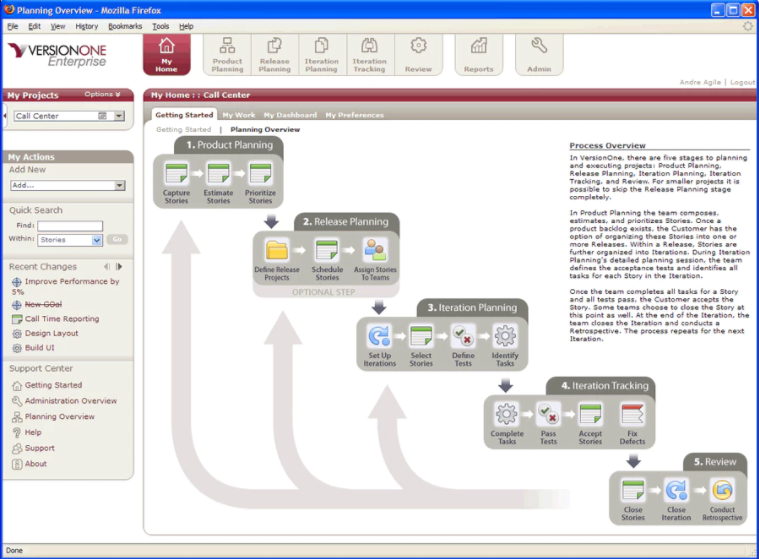 Planning Overview - Mozilla Firefox
File Edit View History Bookmarks Tools Help
VERSIONONE
Enterprise
My Home
Product Planning
Release Planning
Iteration Planning
Iteration Tracking
Review
Reports
Admin
Andre Agile | Logout
My Projects
Options
Call Center
My Home : : Call Center
Getting Started My Work My Dashboard My Preferences
Getting Started | Planning Overview
My Actions
Add New
Add...
Quick Search
Find:
Within: Stories Go
Recent Changes
Improve Performance by
5%
New GOal
Call Time Reporting
Design Layout
Build UI
Support Center
Getting Started
Administration Overview
Planning Overview
Help
Support
About
1. Product Planning
Capture Stories
Estimate Stories
Prioritize Stories
2. Release Planning
Define Release Projects
Schedule Stories
Assign Stories To Teams
OPTIONAL STEP
3. Iteration Planning
Set Up Iterations
Select Stories
Define Tests
Identify Tasks
4. Iteration Tracking
Complete Tasks
Pass Tests
Accept Stories
Fix Defects
5. Review
Close Stories
Close Iteration
Conduct Retrospective
Process Overview
In VersionOne, there are five stages to planning
and executing projects: Product Planning,
Release Planning, Iteration Planning, Iteration
Tracking, and Review. For smaller projects it is
possible to skip the Release Planning stage
completely.
In Product Planning the team composes,
estimates, and prioritizes Stories. Once a
product backlog exists, the Customer has the
option of organizing these Stories into one or
more Releases. Within a Release, Stories are
further organized into Iterations. During Iteration
Planning's detailed planning session, the team
defines the acceptance tests and identifies all
tasks for each Story in the Iteration.
Once the team completes all tasks for a Story
and all tests pass, the Customer accepts the
Story. Some teams choose to close the Story at
this point as well. At the end of the Iteration, the
team closes the Iteration and conducts a
Retrospective. The process repeats for the next
Iteration.
Done